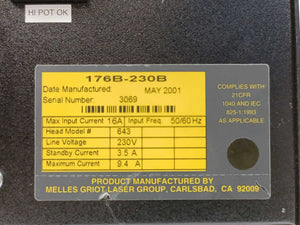 HI.POT OK
176B-230B
Date Manufactured: MAY 2001
Serial Number: 3069
Max Input Current 16A Input Freq. 50/60 Hz
Head Model # 643
Line Voltage 230V
Standby Current 3.5 A
Maximum Current 9.4 A
COMPLIES WITH
21CFR
1040 AND IEC
825-1:1993
AS APPLICABLE
PRODUCT MANUFACTURED BY:
MELLES GRIOT LASER GROUP, CARLSBAD, CA 92009